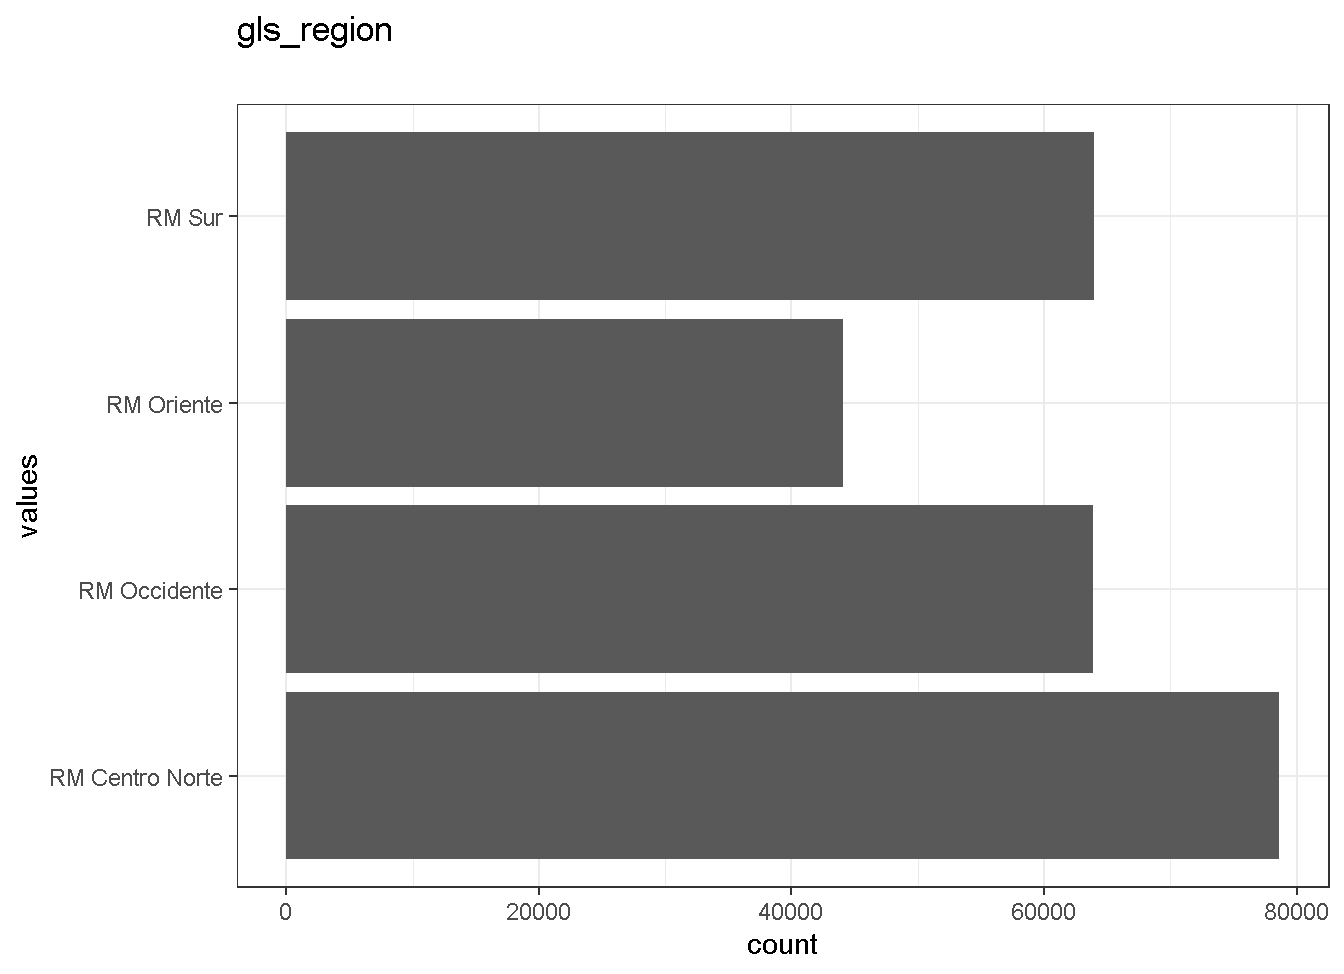 gls_region
values
RM Sur
RM Oriente
RM Occidente
RM Centro Norte
0 20000 40000 60000 80000
count